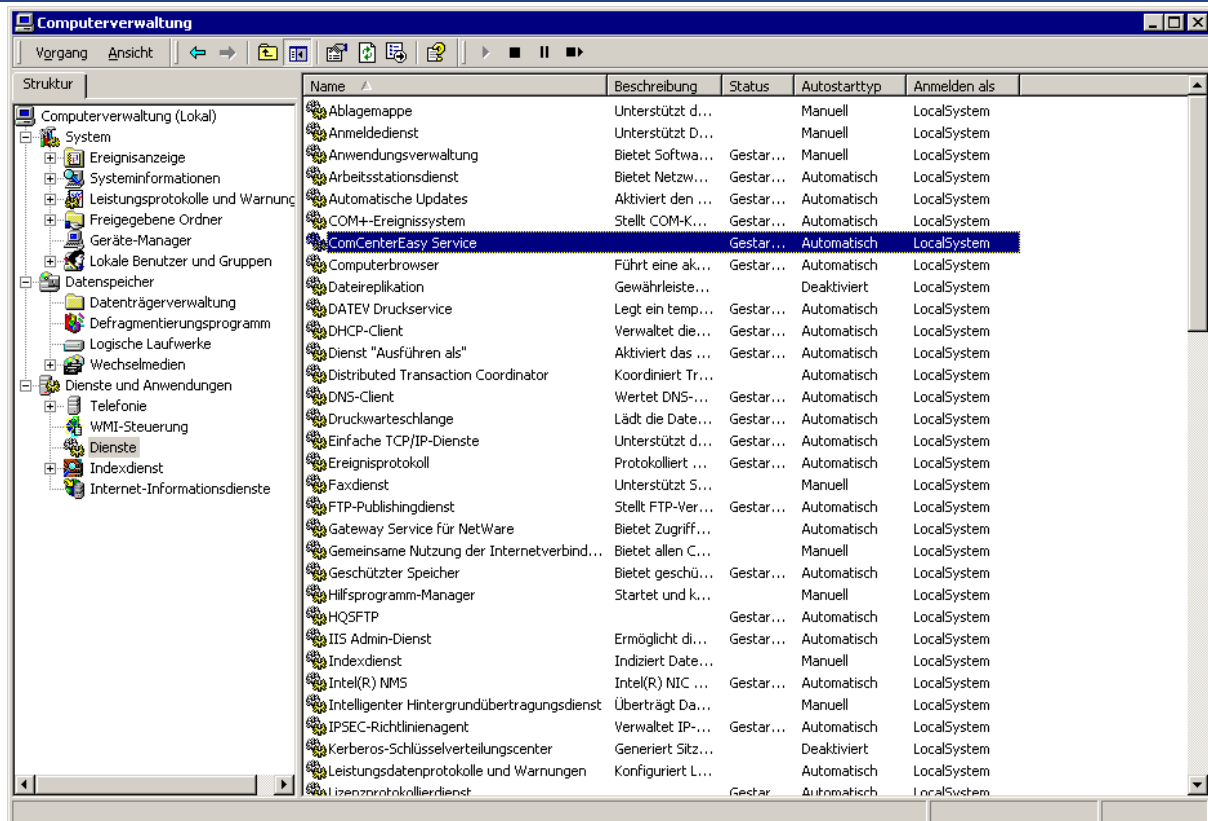 Computerverwaltung
Vorgang Ansicht
Struktur
Computerverwaltung (Lokal)
System
Ereignisanzeige
Systeminformationen
Leistungsprotokolle und Warnung
Freigegebene Ordner
Geräte-Manager
Lokale Benutzer und Gruppen
Datenspeicher
Datenträgerverwaltung
Defragmentierungsprogramm
Logische Laufwerke
Wechselmedien
Dienste und Anwendungen
Telefonie
WMI-Steuerung
Dienste
Indexdienst
Internet-Informationsdienste
Name Beschreibung Status Autostarttyp Anmelden als
Ablagemappe Unterstützt d... Manuell LocalSystem
Anmeldedienst Unterstützt D... Manuell LocalSystem
Anwendungsverwaltung Bietet Softwa... Gestar... Manuell LocalSystem
Arbeitsstationsdienst Bietet Netzw... Gestar... Automatisch LocalSystem
Automatische Updates Aktiviert den ... Gestar... Automatisch LocalSystem
COM+-Ereignissystem Stellt COM-K... Gestar... Automatisch LocalSystem
ComCenterEasy Service Gestar... Automatisch LocalSystem
Computerbrowser Führt eine ak... Gestar... Automatisch LocalSystem
Dateireplikation Gewährleiste... Deaktiviert LocalSystem
DATEV Druckservice Legt ein temp... Gestar... Automatisch LocalSystem
DHCP-Client Verwaltet die... Gestar... Automatisch LocalSystem
Dienst "Ausführen als" Aktiviert das ... Gestar... Automatisch LocalSystem
Distributed Transaction Coordinator Koordiniert Tr... Automatisch LocalSystem
DNS-Client Wertet DNS-... Gestar... Automatisch LocalSystem
Druckwarteschlange Lädt die Date... Gestar... Automatisch LocalSystem
Einfache TCP/IP-Dienste Unterstützt d... Gestar... Automatisch LocalSystem
Ereignisprotokoll Protokolliert ... Gestar... Automatisch LocalSystem
Faxdienst Unterstützt S... Manuell LocalSystem
FTP-Publishingdienst Stellt FTP-Ver... Gestar... Automatisch LocalSystem
Gateway Service für NetWare Bietet Zugriff... Automatisch LocalSystem
Gemeinsame Nutzung der Internetverbind... Bietet allen C... Manuell LocalSystem
Geschützter Speicher Bietet geschü... Gestar... Automatisch LocalSystem
Hilfsprogramm-Manager Startet und k... Manuell LocalSystem
HQSFTP Gestar... Automatisch LocalSystem
IIS Admin-Dienst Ermöglicht di... Gestar... Automatisch LocalSystem
Indexdienst Indiziert Date... Manuell LocalSystem
Intel(R) NMS Intel(R) NIC ... Gestar... Automatisch LocalSystem
Intelligenter Hintergrundübertragungsdienst Überträgt Da... Manuell LocalSystem
IPSEC-Richtlinienagent Verwaltet IP-... Gestar... Automatisch LocalSystem
Kerberos-Schlüsselverteilungscenter Generiert Sitz... Deaktiviert LocalSystem
Leistungsdatenprotokolle und Warnungen Konfiguriert L... Automatisch LocalSystem
Lizenzprotokollierdienst Gestar... Automatisch LocalSystem